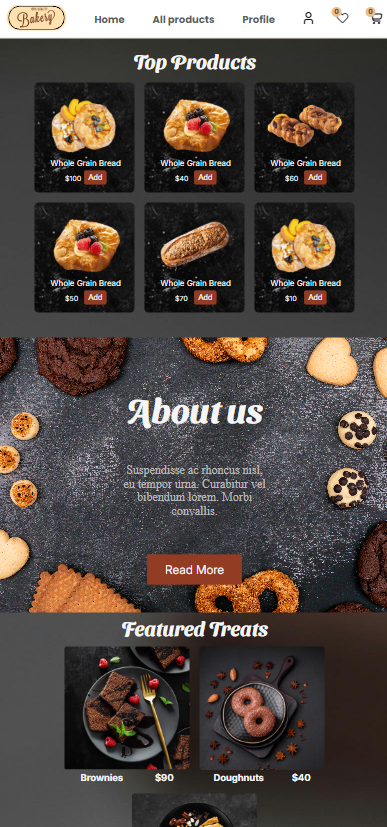 Bakery
Home All products Profile 0 0
Top Products
Whole Grain Bread Whole Grain Bread Whole Grain Bread
$100 Add $40 Add $60 Add
Whole Grain Bread Whole Grain Bread Whole Grain Bread
$50 Add $70 Add $10 Add
About us
Suspendisse ac rhoncus nisl,
eu tempor urna. Curabitur vel
bibendum lorem. Morbi
convallis.
Read More
Featured Treats
Brownies $90 Doughnuts $40